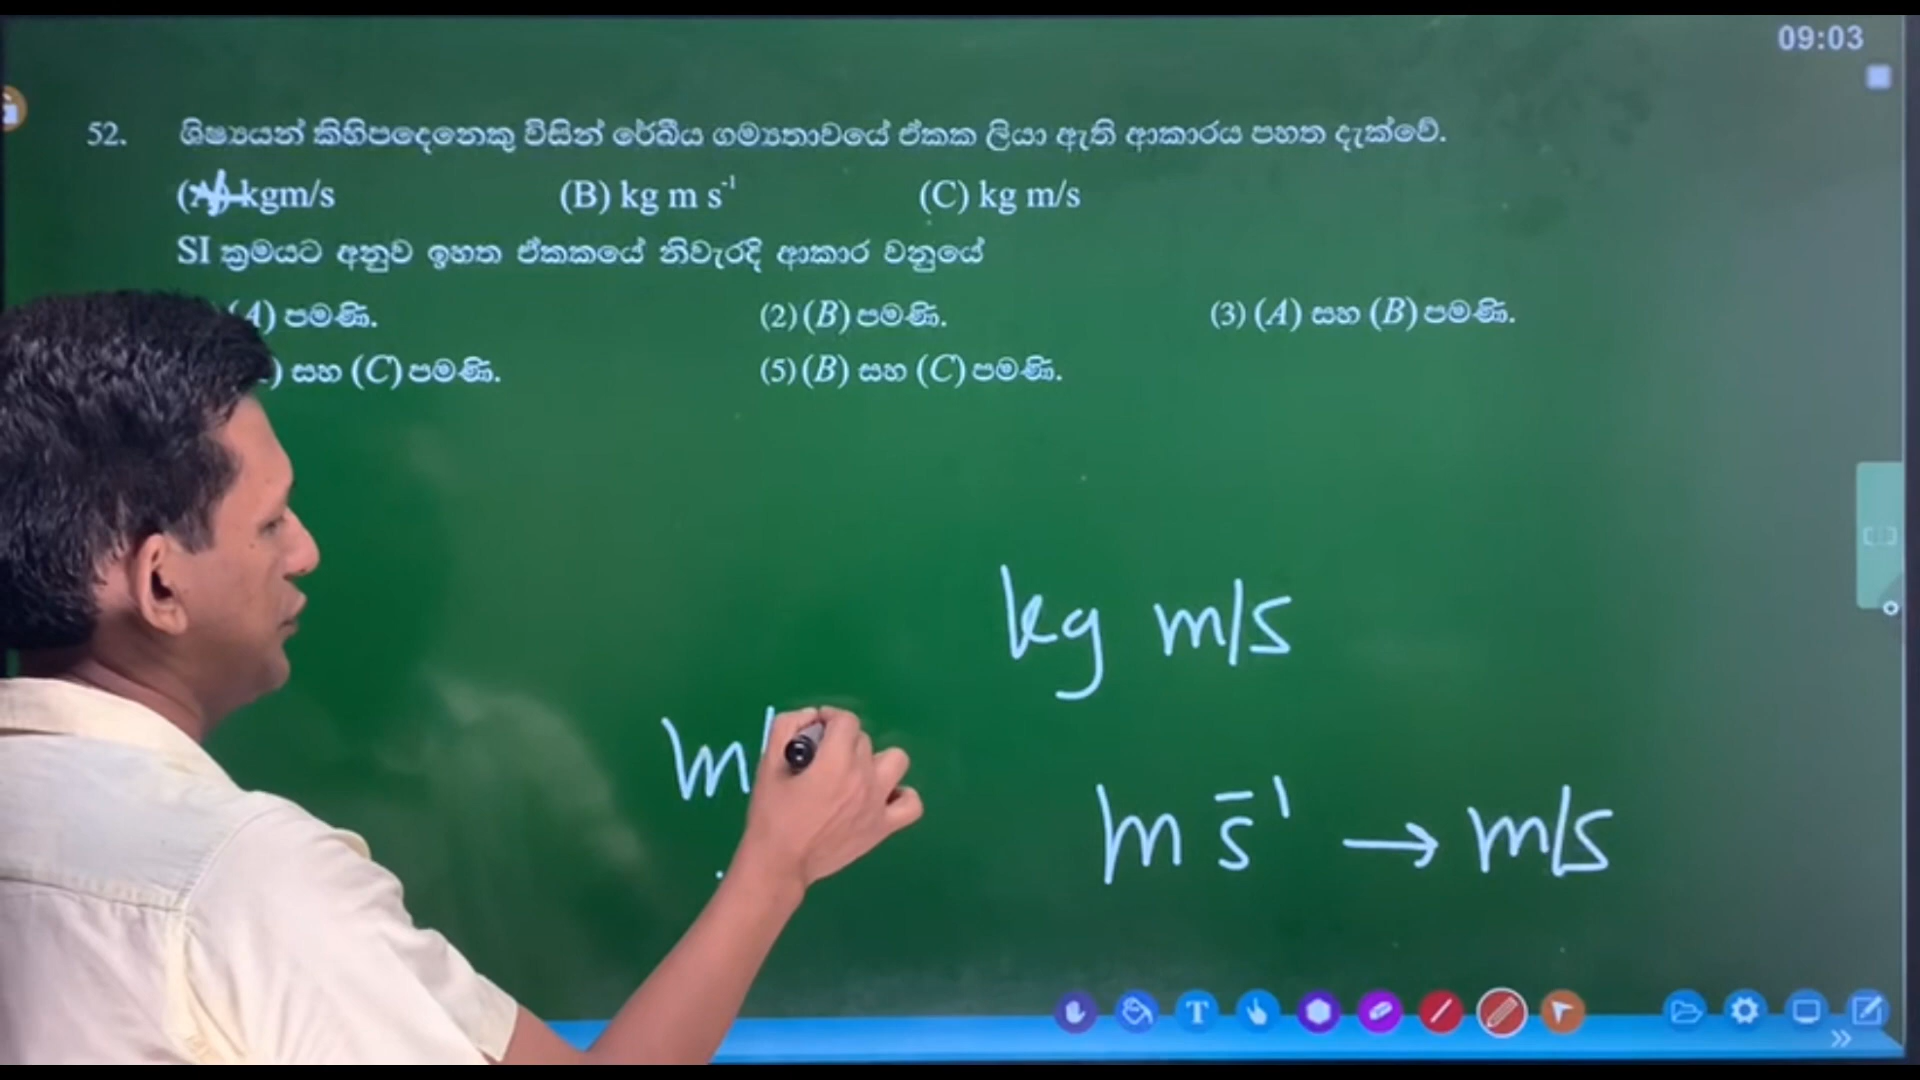 09:03
52. ශිෂ්‍යයන් කිහිපදෙනෙකු විසින් රේඛීය ගම්‍යතාවයේ ඒකක ලියා ඇති ආකාරය පහත දැක්වේ.
kgm/s (B) kg m s⁻¹ (C) kg m/s
SI ක්‍රමයට අනුව ඉහත ඒකකයේ නිවැරදි ආකාර වනුයේ
(A) පමණි. (2) (B) පමණි. (3) (A) සහ (B) පමණි.
) සහ (C) පමණි. (5) (B) සහ (C) පමණි.
kg m/s
m/
m s⁻¹ → m/s